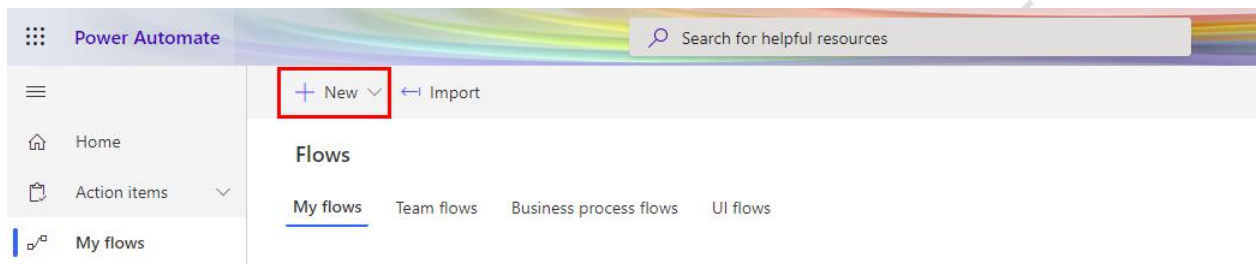 Power Automate
Search for helpful resources
New
Import
Home
Flows
Action items
My flows Team flows Business process flows UI flows
My flows